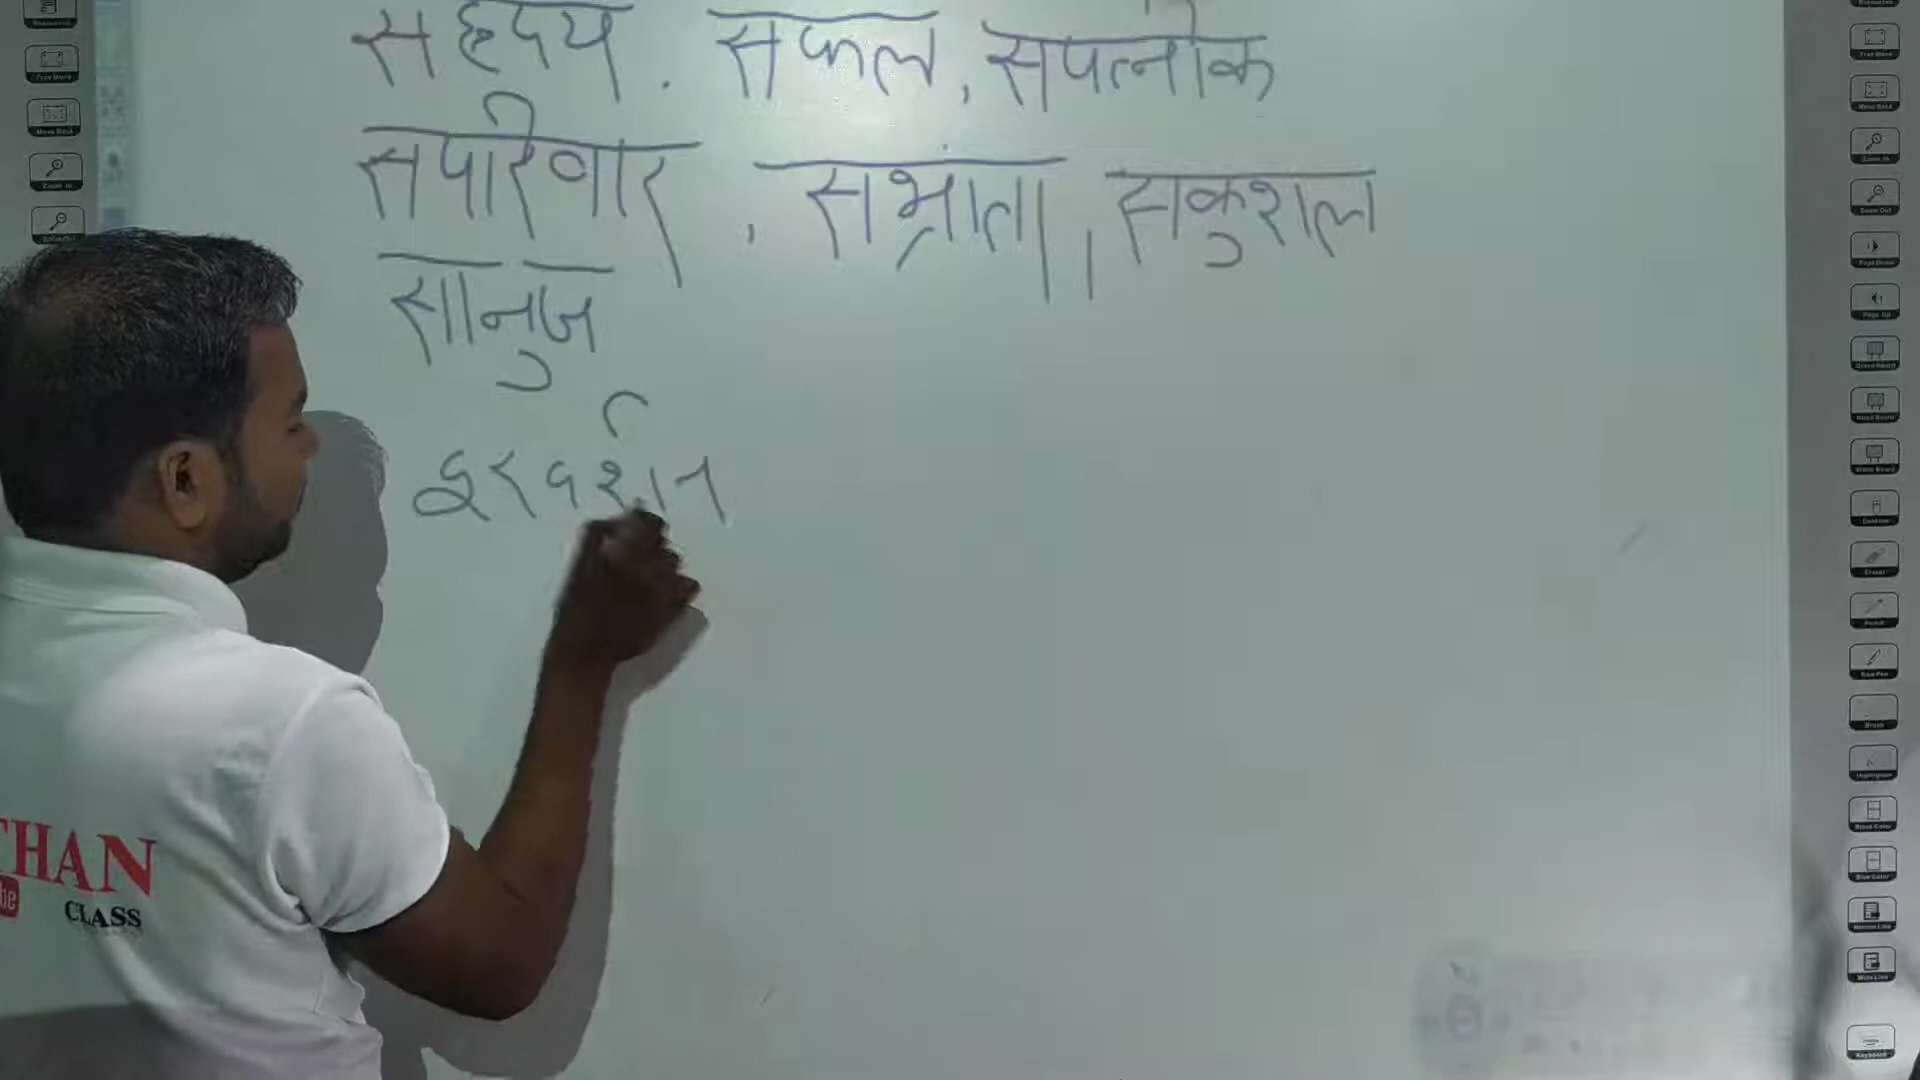 सहृदय . सफल , सपत्नीक
सपरिवार , सभ्राता , सकुशल
सानुज
दूरदर्शन
THAN
CLASS